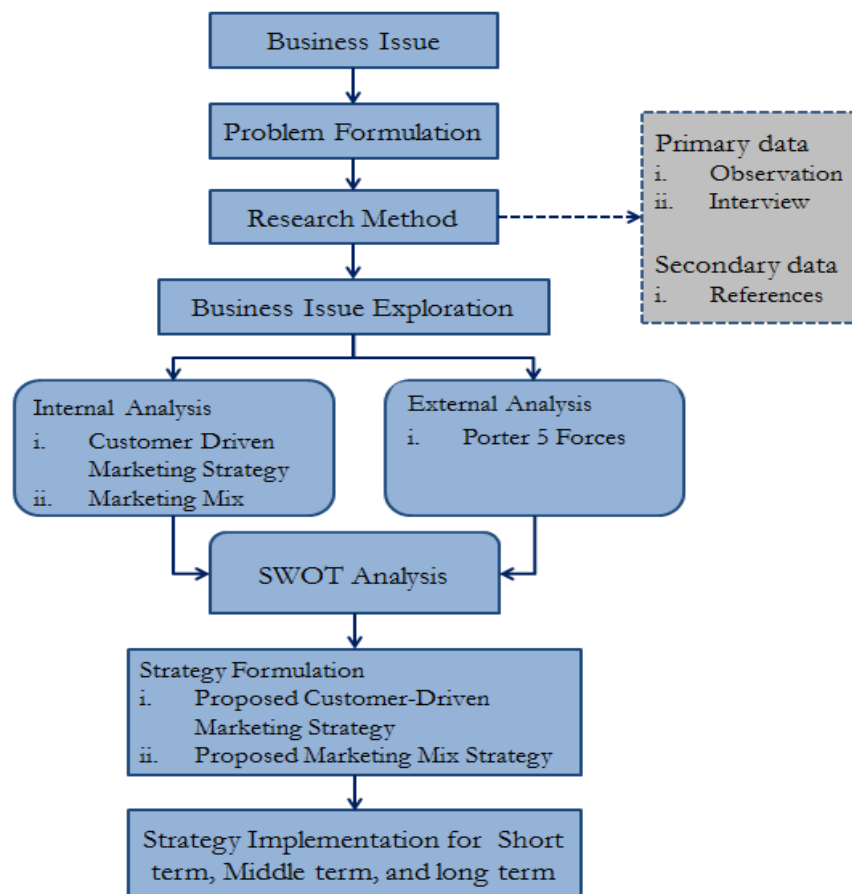 Business Issue
Problem Formulation
Research Method
Primary data
i. Observation
ii. Interview
Secondary data
i. References
Business Issue Exploration
Internal Analysis
i. Customer Driven
Marketing Strategy
ii. Marketing Mix
External Analysis
i. Porter 5 Forces
SWOT Analysis
Strategy Formulation
i. Proposed Customer-Driven
Marketing Strategy
ii. Proposed Marketing Mix Strategy
Strategy Implementation for Short
term, Middle term, and long term